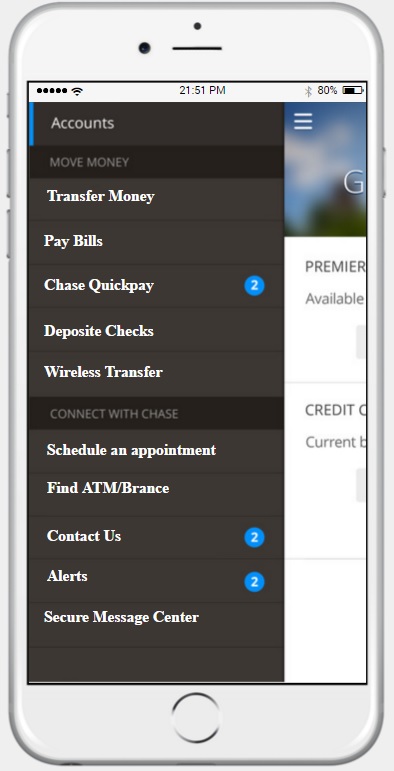 21:51 PM 80%
Accounts
MOVE MONEY
Transfer Money
Pay Bills
Chase Quickpay 2
Deposite Checks
Wireless Transfer
CONNECT WITH CHASE
Schedule an appointment
Find ATM/Brance
Contact Us 2
Alerts 2
Secure Message Center
G
PREMIER
Available
CREDIT C
Current b